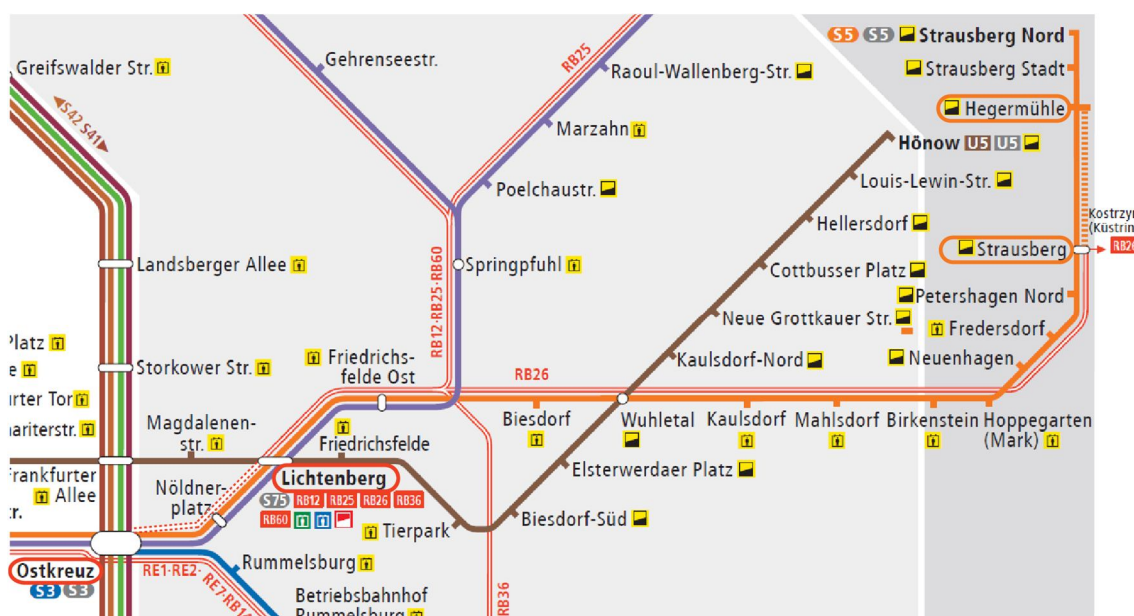 Greifswalder Str.
Gehrenseestr.
RB25
S5 S5 Strausberg Nord
Raoul-Wallenberg-Str.
Strausberg Stadt
S42 S41
Hegermühle
Marzahn
Hönow U5 U5
Poelchaustr.
Louis-Lewin-Str.
Hellersdorf
Kostrzyn
(Küstrin
RB26
Strausberg
Landsberger Allee
RB12·RB25·RB60
Springpfuhl
Cottbusser Platz
Petershagen Nord
Neue Grottkauer Str.
Fredersdorf
Platz
Storkower Str.
Friedrichs-
felde Ost
Kaulsdorf-Nord
Neuenhagen
RB26
Magdalenen-
str.
Friedrichsfelde
Biesdorf
Wuhletal
Kaulsdorf
Mahlsdorf
Birkenstein
Hoppegarten
(Mark)
Frankfurter
Allee
Nöldner-
platz
Lichtenberg
S75 RB12 RB25 RB26 RB36
RB60
Elsterwerdaer Platz
Tierpark
Biesdorf-Süd
Ostkreuz
S3 S3
RE1·RE2·
RE7·RB14
Rummelsburg
Betriebsbahnhof
Rummelsburg
RB36